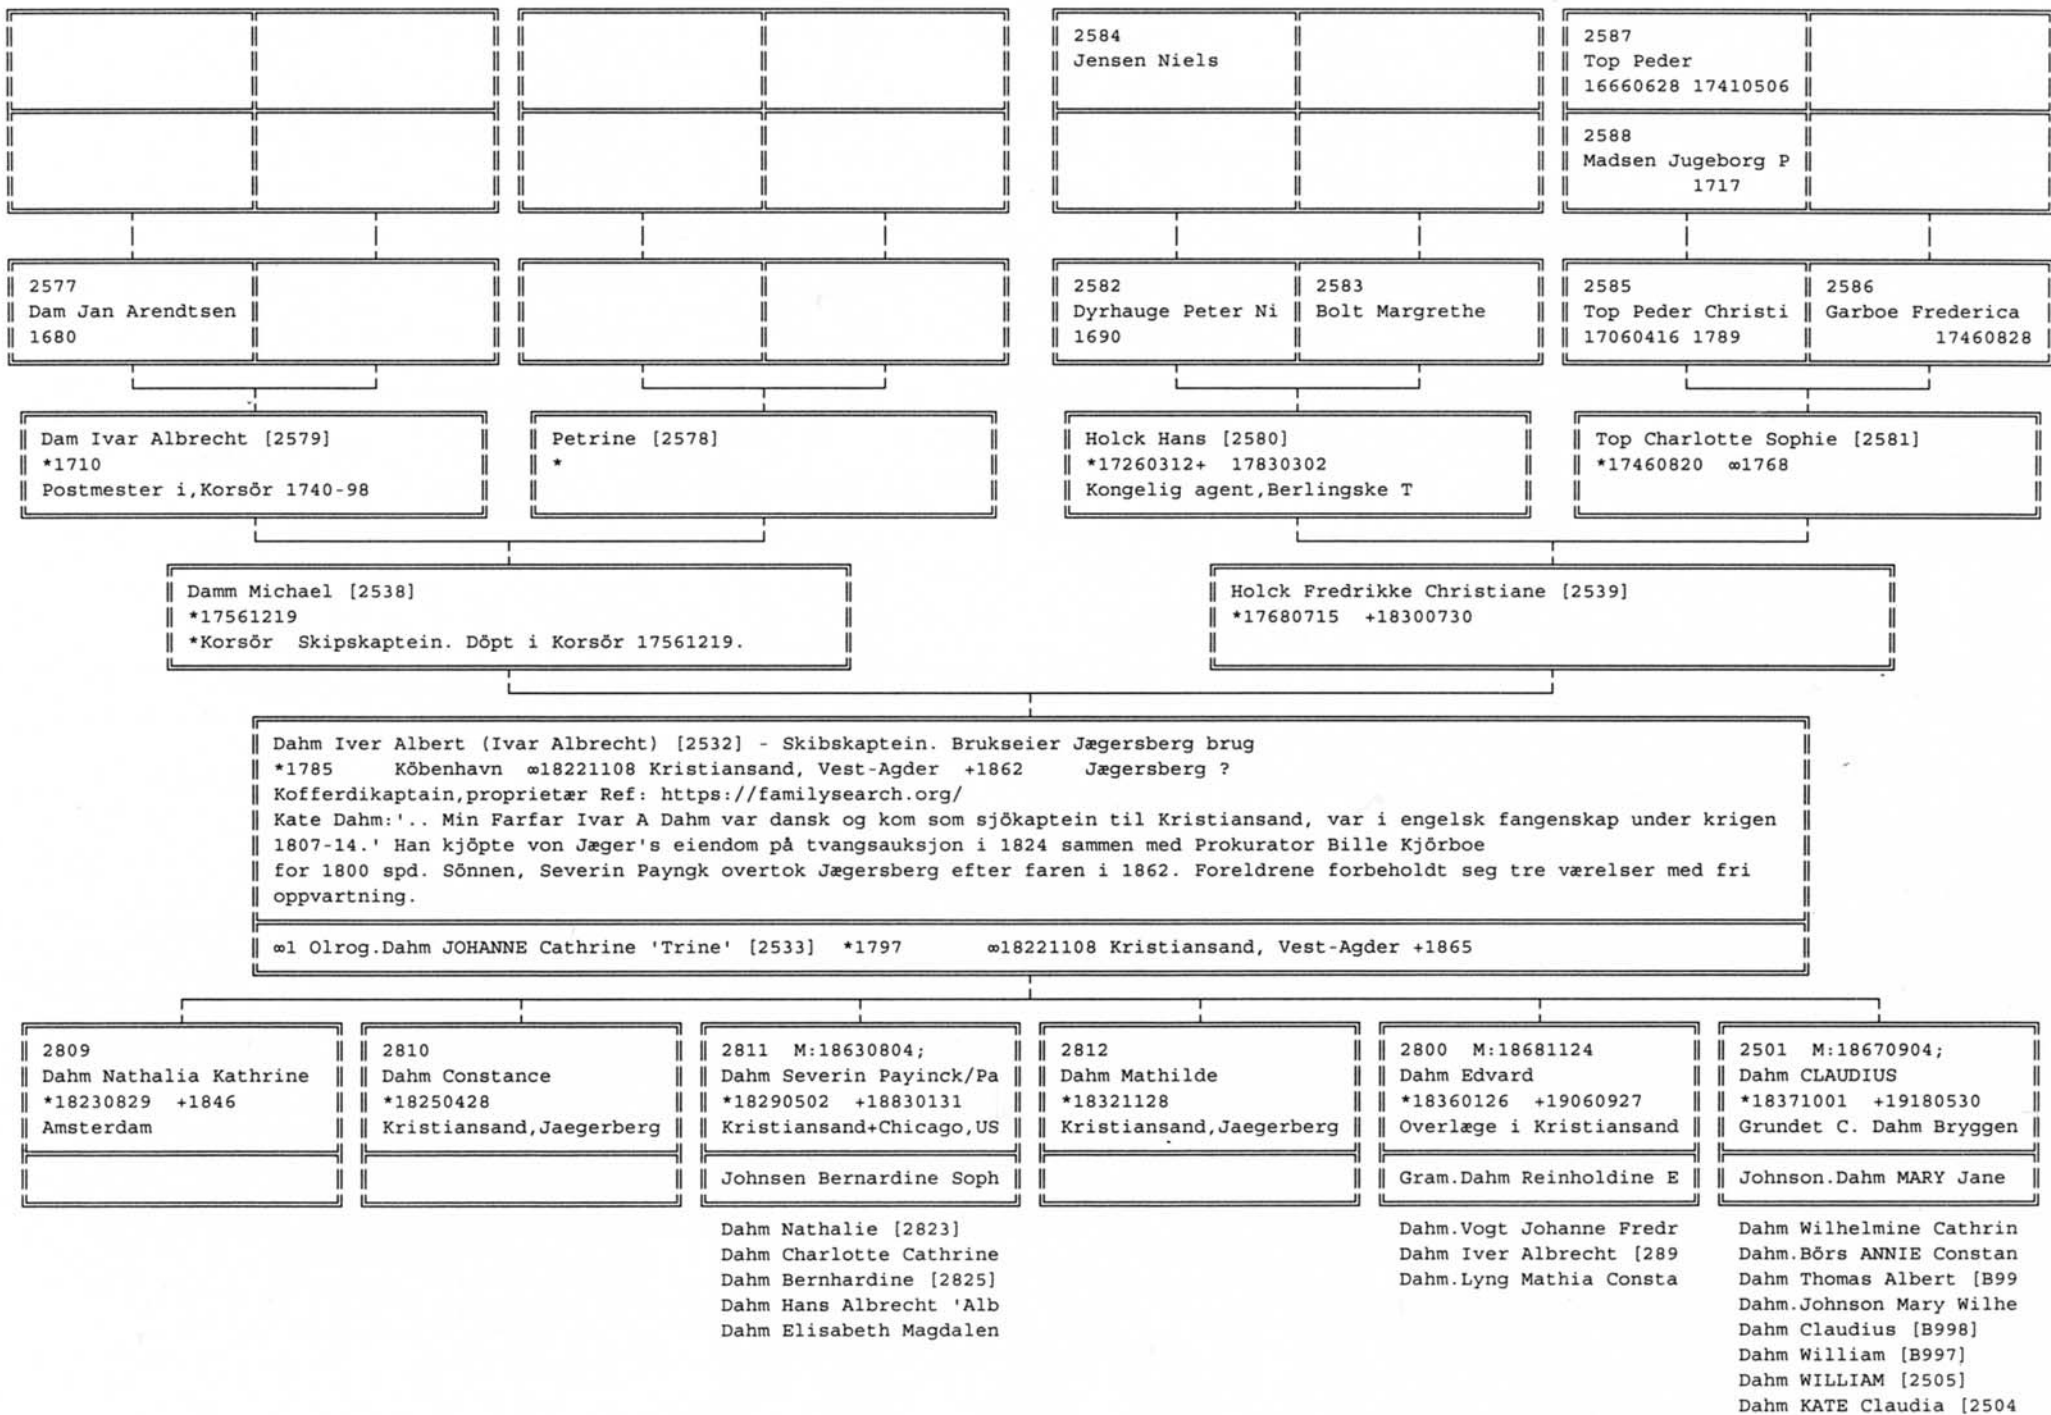 2584
Jensen Niels
2587
Top Peder
16660628 17410506
2588
Madsen Jugeborg P
1717
2577
Dam Jan Arendtsen
1680
2582
Dyrhauge Peter Ni
1690
2583
Bolt Margrethe
2585
Top Peder Christi
17060416 1789
2586
Garboe Frederica
17460828
Dam Ivar Albrecht [2579]
*1710
Postmester i,Korsör 1740-98
Petrine [2578]
*
Holck Hans [2580]
*17260312+ 17830302
Kongelig agent,Berlingske T
Top Charlotte Sophie [2581]
*17460820 ∞1768
Damm Michael [2538]
*17561219
*Korsör Skipskaptein. Döpt i Korsör 17561219.
Holck Fredrikke Christiane [2539]
*17680715 +18300730
Dahm Iver Albert (Ivar Albrecht) [2532] - Skibskaptein. Brukseier Jægersberg brug
*1785 Köbenhavn ∞18221108 Kristiansand, Vest-Agder +1862 Jægersberg ?
Kofferdikaptain,proprietær Ref: https://familysearch.org/
Kate Dahm:'.. Min Farfar Ivar A Dahm var dansk og kom som sjökaptein til Kristiansand, var i engelsk fangenskap under krigen
1807-14.' Han kjöpte von Jæger's eiendom på tvangsauksjon i 1824 sammen med Prokurator Bille Kjörboe
for 1800 spd. Sönnen, Severin Payngk overtok Jægersberg efter faren i 1862. Foreldrene forbeholdt seg tre værelser med fri
oppvartning.
∞1 Olrog.Dahm JOHANNE Cathrine 'Trine' [2533] *1797 ∞18221108 Kristiansand, Vest-Agder +1865
2809
Dahm Nathalia Kathrine
*18230829 +1846
Amsterdam
2810
Dahm Constance
*18250428
Kristiansand,Jaegerberg
2811 M:18630804;
Dahm Severin Payinck/Pa
*18290502 +18830131
Kristiansand+Chicago,US
Johnsen Bernardine Soph
Dahm Nathalie [2823]
Dahm Charlotte Cathrine
Dahm Bernhardine [2825]
Dahm Hans Albrecht 'Alb
Dahm Elisabeth Magdalen
2812
Dahm Mathilde
*18321128
Kristiansand,Jaegerberg
2800 M:18681124
Dahm Edvard
*18360126 +19060927
Overlæge i Kristiansand
Gram.Dahm Reinholdine E
Dahm.Vogt Johanne Fredr
Dahm Iver Albrecht [289
Dahm.Lyng Mathia Consta
2501 M:18670904;
Dahm CLAUDIUS
*18371001 +19180530
Grundet C. Dahm Bryggen
Johnson.Dahm MARY Jane
Dahm Wilhelmine Cathrin
Dahm.Börs ANNIE Constan
Dahm Thomas Albert [B99
Dahm.Johnson Mary Wilhe
Dahm Claudius [B998]
Dahm William [B997]
Dahm WILLIAM [2505]
Dahm KATE Claudia [2504